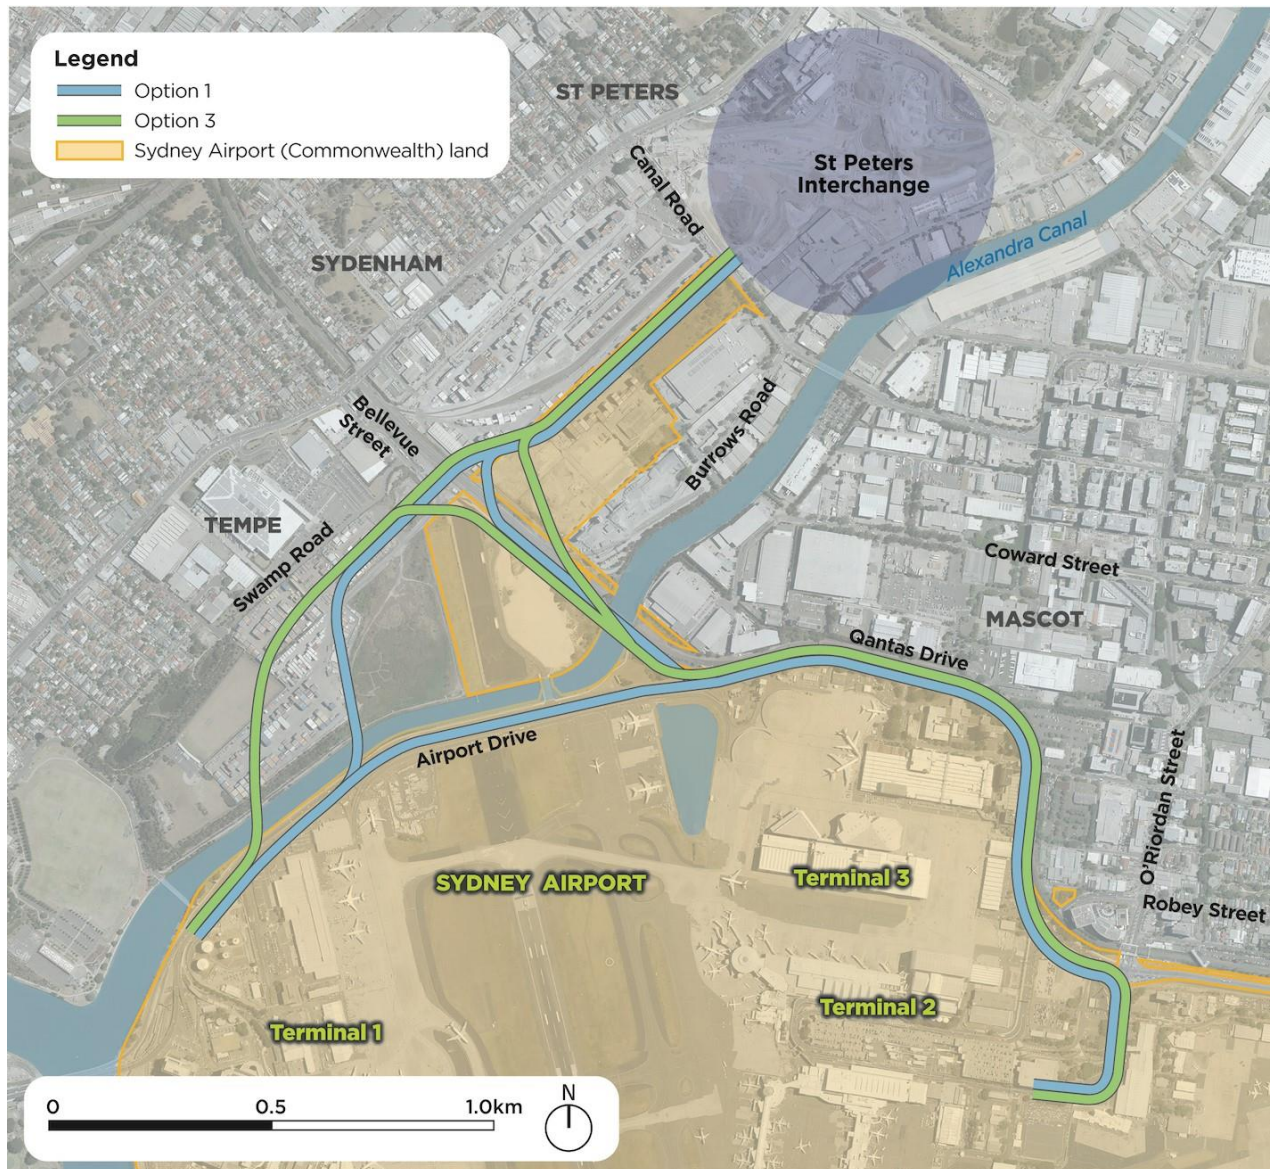 Legend
Option 1
Option 3
Sydney Airport (Commonwealth) land
ST PETERS
Canal Road
St Peters
Interchange
Alexandra Canal
SYDENHAM
Bellevue
Street
Burrows Road
TEMPE
Swamp Road
Coward Street
MASCOT
Qantas Drive
Airport Drive
O'Riordan Street
SYDNEY AIRPORT
Terminal 3
Robey Street
Terminal 2
Terminal 1
0 0.5 1.0km
N